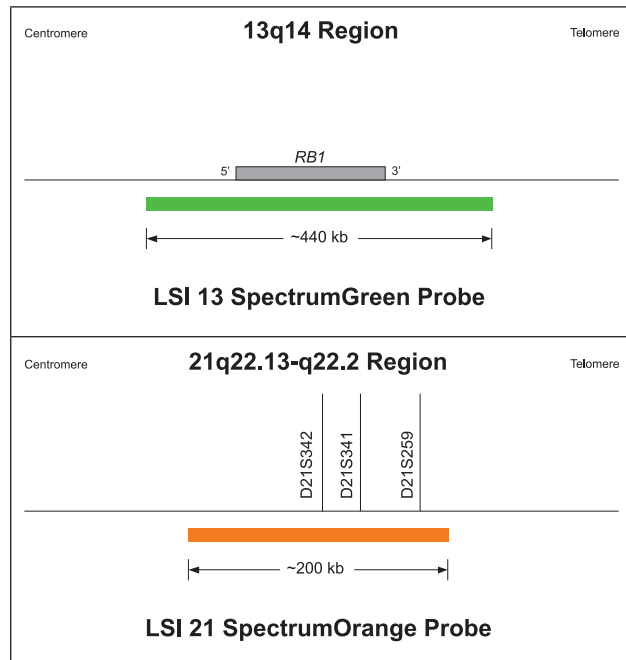 Centromere 13q14 Region Telomere
RB1
5' 3'
~440 kb
LSI 13 SpectrumGreen Probe
Centromere 21q22.13-q22.2 Region Telomere
D21S342
D21S341
D21S259
~200 kb
LSI 21 SpectrumOrange Probe